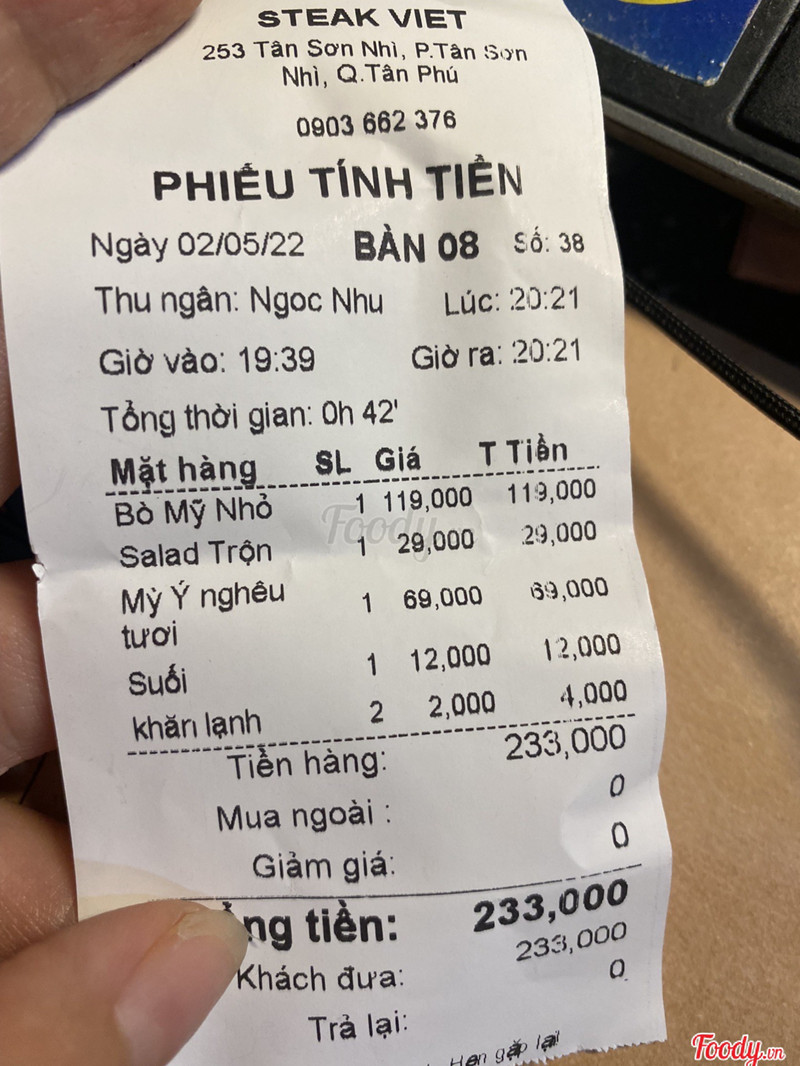 STEAK VIET
253 Tân Sơn Nhì, P.Tân Sơn
Nhì, Q.Tân Phú
0903 662 376
PHIẾU TÍNH TIỀN
Ngày 02/05/22 BÀN 08 Số: 38
Thu ngân: Ngoc Nhu Lúc: 20:21
Giờ vào: 19:39 Giờ ra: 20:21
Tổng thời gian: 0h 42'
Mặt hàng SL Giá T Tiền
Bò Mỹ Nhỏ 1 119,000 119,000
Salad Trộn 1 29,000 29,000
Mỳ Ý nghêu 1 69,000 69,000
tươi
Suối 1 12,000 12,000
khăn lạnh 2 2,000 4,000
Tiền hàng: 233,000
Mua ngoài : 0
Giảm giá: 0
ng tiền: 233,000
Khách đưa: 233,000
Trả lại: 0
Hẹn gặp lại!
Foody.vn
Foody.vn